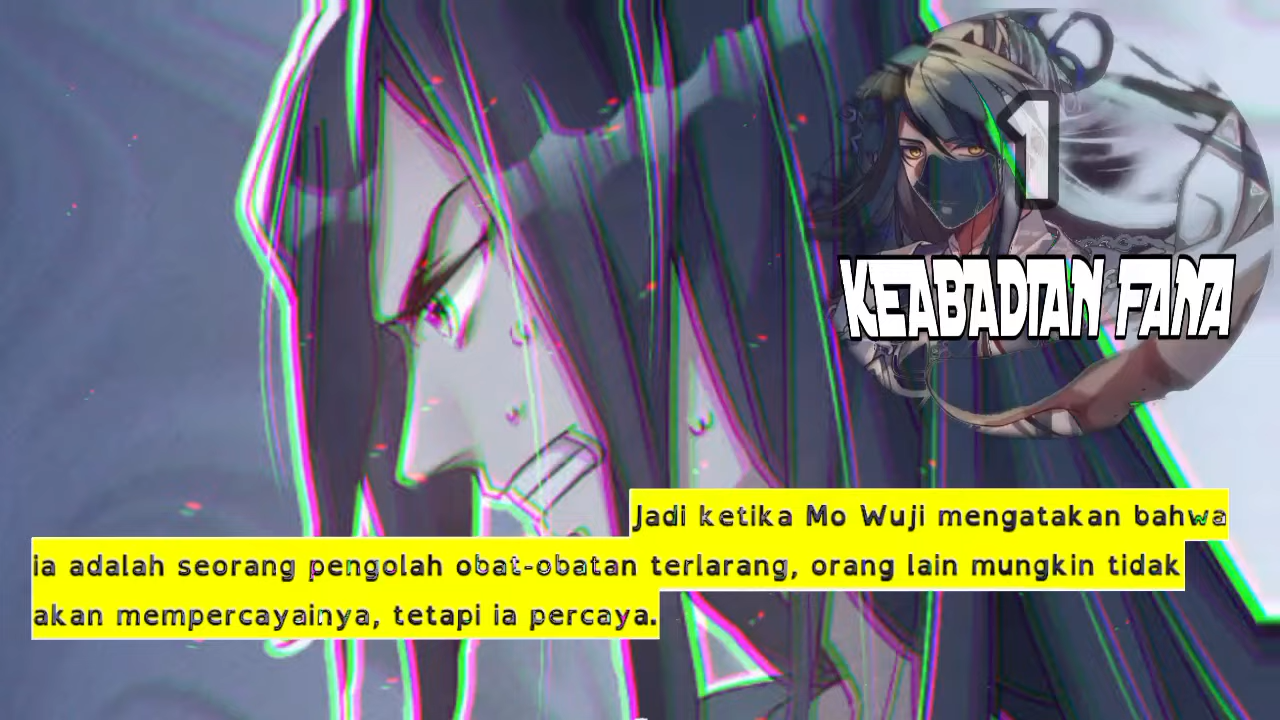 1
KEABADIAN FANA
Jadi ketika Mo Wuji mengatakan bahwa
ia adalah seorang pengolah obat-obatan terlarang, orang lain mungkin tidak
akan mempercayainya, tetapi ia percaya.